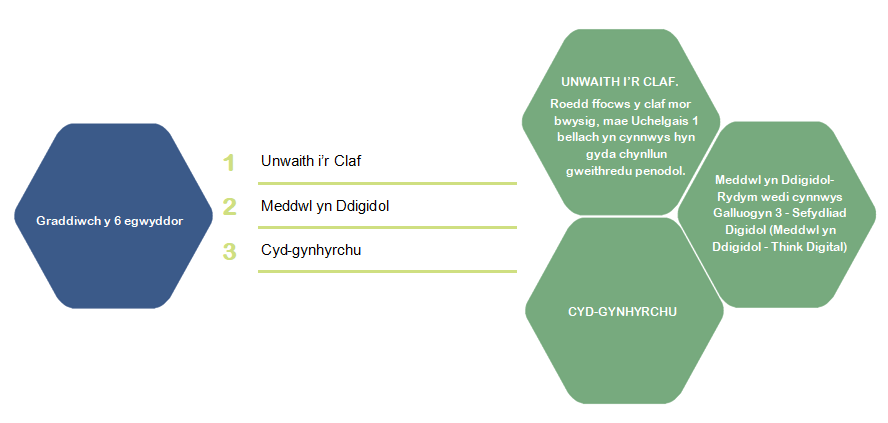 Graddiwch y 6 egwyddor
1 Unwaith i'r Claf
2 Meddwl yn Ddigidol
3 Cyd-gynhyrchu
UNWAITH I'R CLAF.
Roedd ffocws y claf mor
bwysig, mae Uchelgais 1
bellach yn cynnwys hyn
gyda chynllun
gweithredu penodol.
Meddwl yn Ddigidol-
Rydym wedi cynnwys
Galluogyn 3 - Sefydliad
Digidol (Meddwl yn
Ddigidol - Think Digital)
CYD-GYNHYRCHU